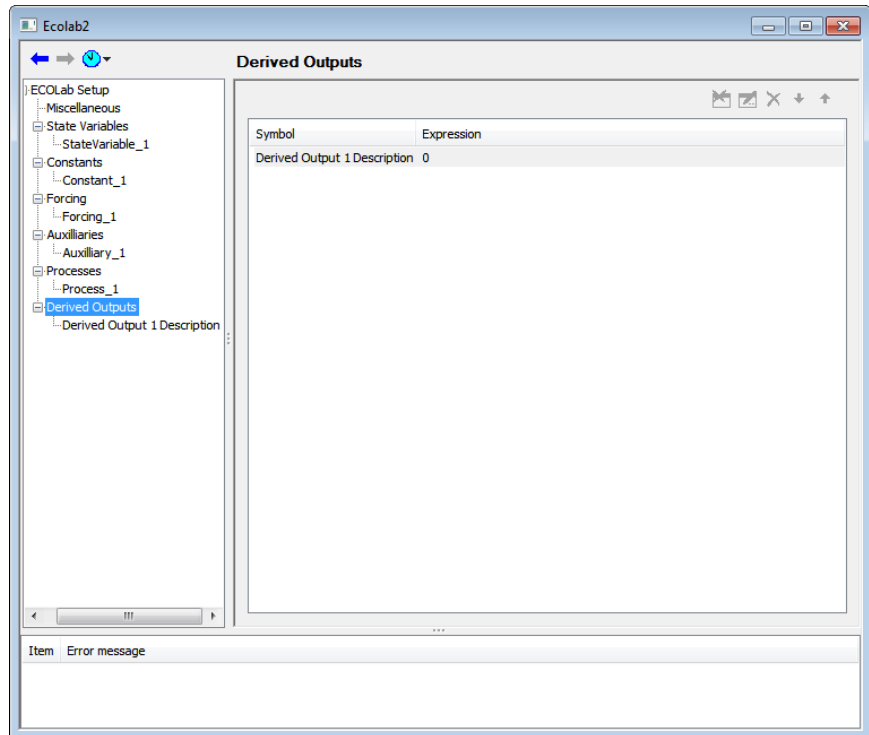 Ecolab2
Derived Outputs
ECOLab Setup
Miscellaneous
State Variables
StateVariable_1
Constants
Constant_1
Forcing
Forcing_1
Auxilliaries
Auxilliary_1
Processes
Process_1
Derived Outputs
Derived Output 1 Description
Symbol Expression
Derived Output 1 Description 0
Item Error message